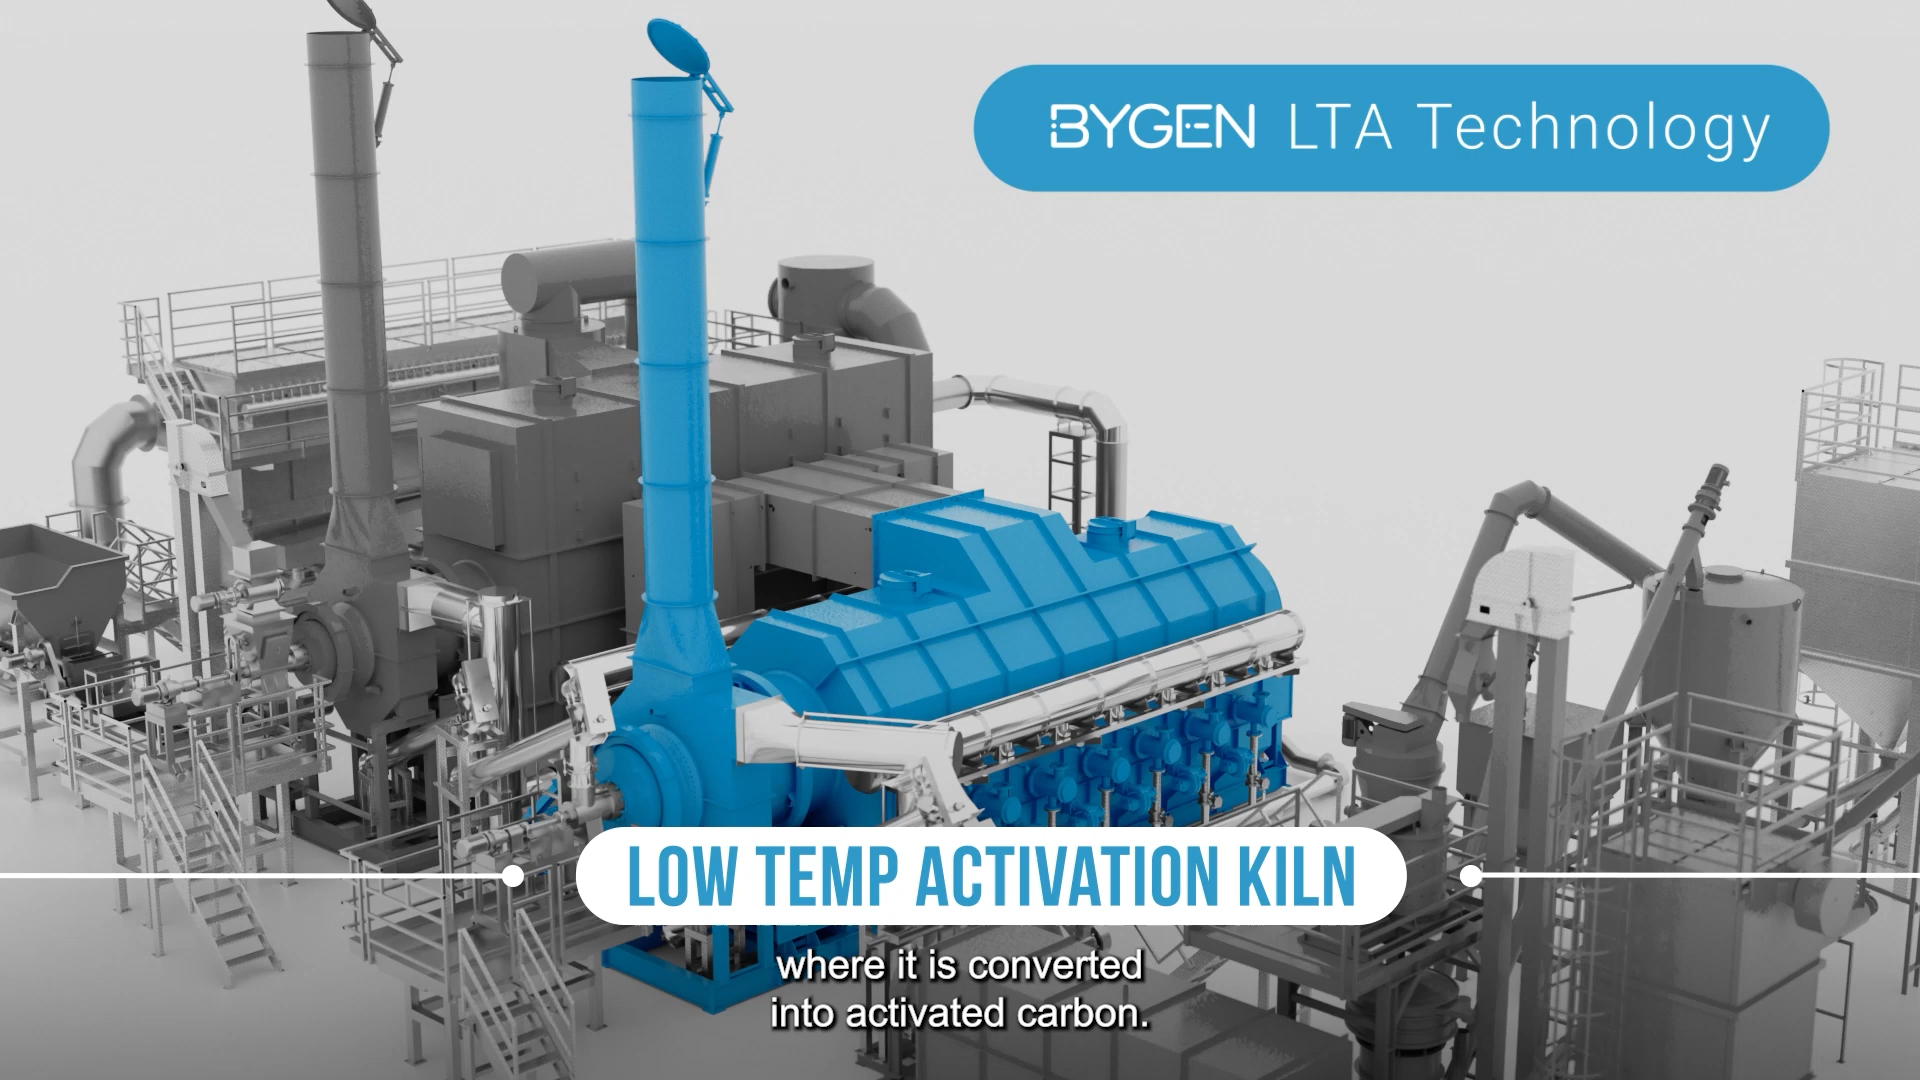 BYGEN LTA Technology
LOW TEMP ACTIVATION KILN
where it is converted
into activated carbon.